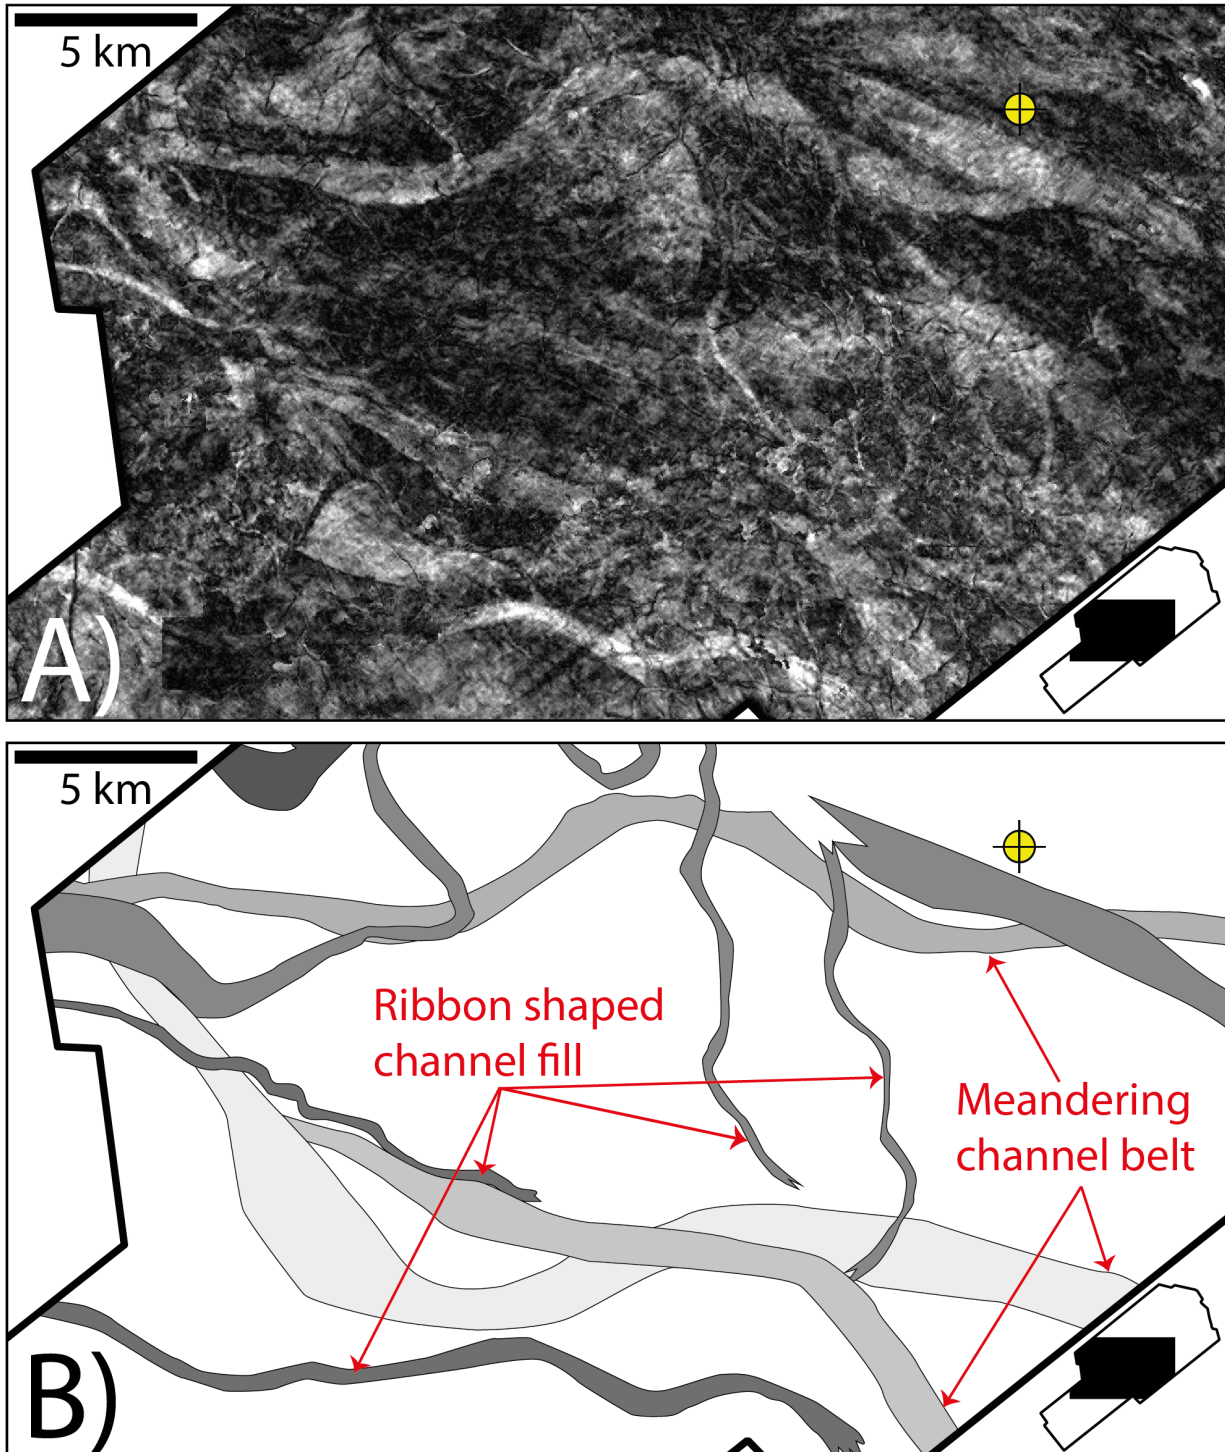 5 km
A)
5 km
Ribbon shaped
channel fill
Meandering
channel belt
B)